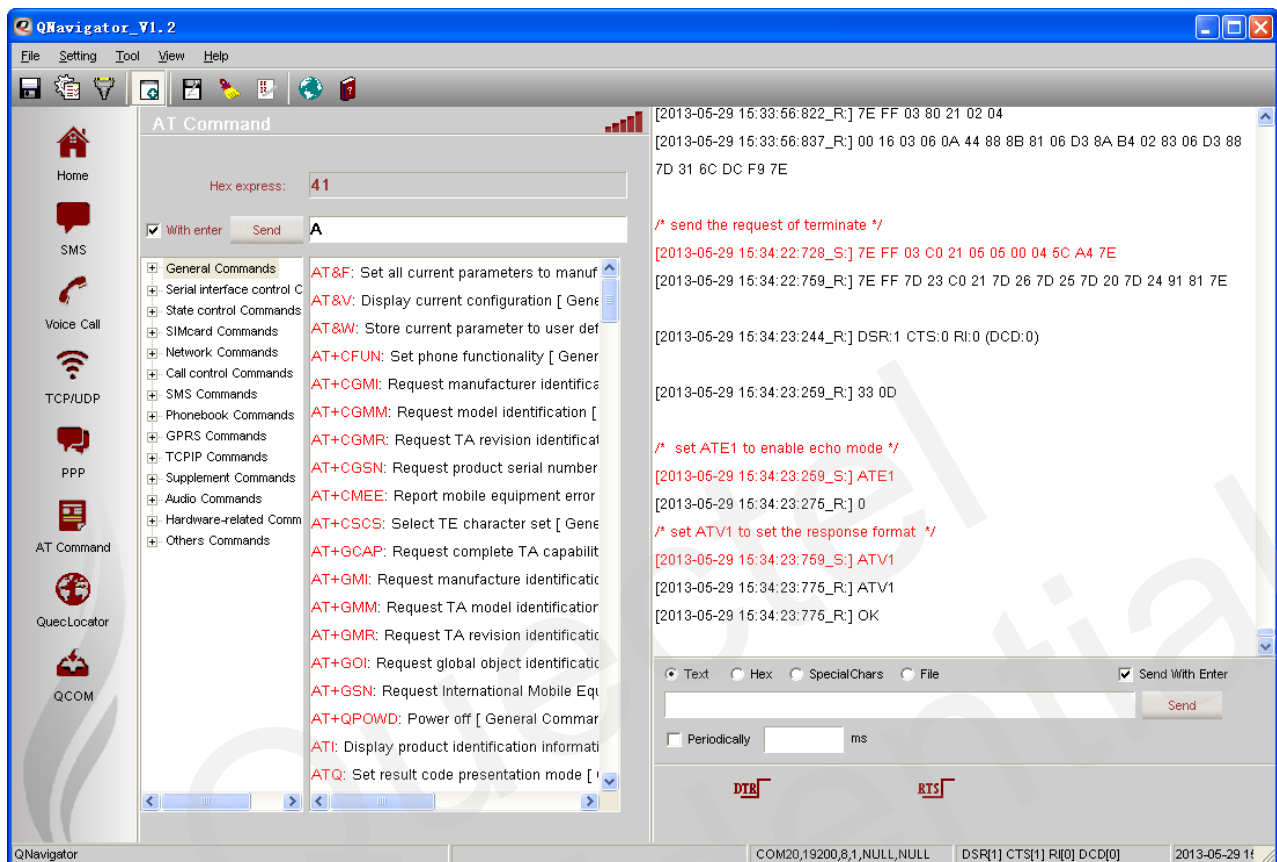 QNavigator_V1.2
File Setting Tool View Help
AT Command
Home
SMS
Voice Call
TCP/UDP
PPP
AT Command
QuecLocator
QCOM
Hex express: 41
With enter Send A
General Commands
Serial interface control C
State control Commands
SIMcard Commands
Network Commands
Call control Commands
SMS Commands
Phonebook Commands
GPRS Commands
TCPIP Commands
Supplement Commands
Audio Commands
Hardware-related Comm
Others Commands
AT&F: Set all current parameters to manuf
AT&V: Display current configuration [ Gene
AT&W: Store current parameter to user def
AT+CFUN: Set phone functionality [ Gener
AT+CGMI: Request manufacturer identifica
AT+CGMM: Request model identification [
AT+CGMR: Request TA revision identificat
AT+CGSN: Request product serial number
AT+CMEE: Report mobile equipment error
AT+CSCS: Select TE character set [ Gene
AT+GCAP: Request complete TA capabilit
AT+GMI: Request manufacture identificatic
AT+GMM: Request TA model identification
AT+GMR: Request TA revision identificatic
AT+GOI: Request global object identificatic
AT+GSN: Request International Mobile Equ
AT+QPOWD: Power off [ General Commar
ATI: Display product identification informati
ATQ: Set result code presentation mode [
[2013-05-29 15:33:56:822_R:] 7E FF 03 80 21 02 04
[2013-05-29 15:33:56:837_R:] 00 16 03 06 0A 44 88 8B 81 06 D3 8A B4 02 83 06 D3 88
7D 31 6C DC F9 7E
/* send the request of terminate */
[2013-05-29 15:34:22:728_S:] 7E FF 03 C0 21 05 05 00 04 5C A4 7E
[2013-05-29 15:34:22:759_R:] 7E FF 7D 23 C0 21 7D 26 7D 25 7D 20 7D 24 91 81 7E
[2013-05-29 15:34:23:244_R:] DSR:1 CTS:0 RI:0 (DCD:0)
[2013-05-29 15:34:23:259_R:] 33 0D
/* set ATE1 to enable echo mode */
[2013-05-29 15:34:23:259_S:] ATE1
[2013-05-29 15:34:23:275_R:] 0
/* set ATV1 to set the response format */
[2013-05-29 15:34:23:759_S:] ATV1
[2013-05-29 15:34:23:775_R:] ATV1
[2013-05-29 15:34:23:775_R:] OK
Text Hex SpecialChars File Send With Enter
Send
Periodically ms
DTR RTS
QNavigator COM20,19200,8,1,NULL,NULL DSR[1] CTS[1] RI[0] DCD[0] 2013-05-29
Quectel